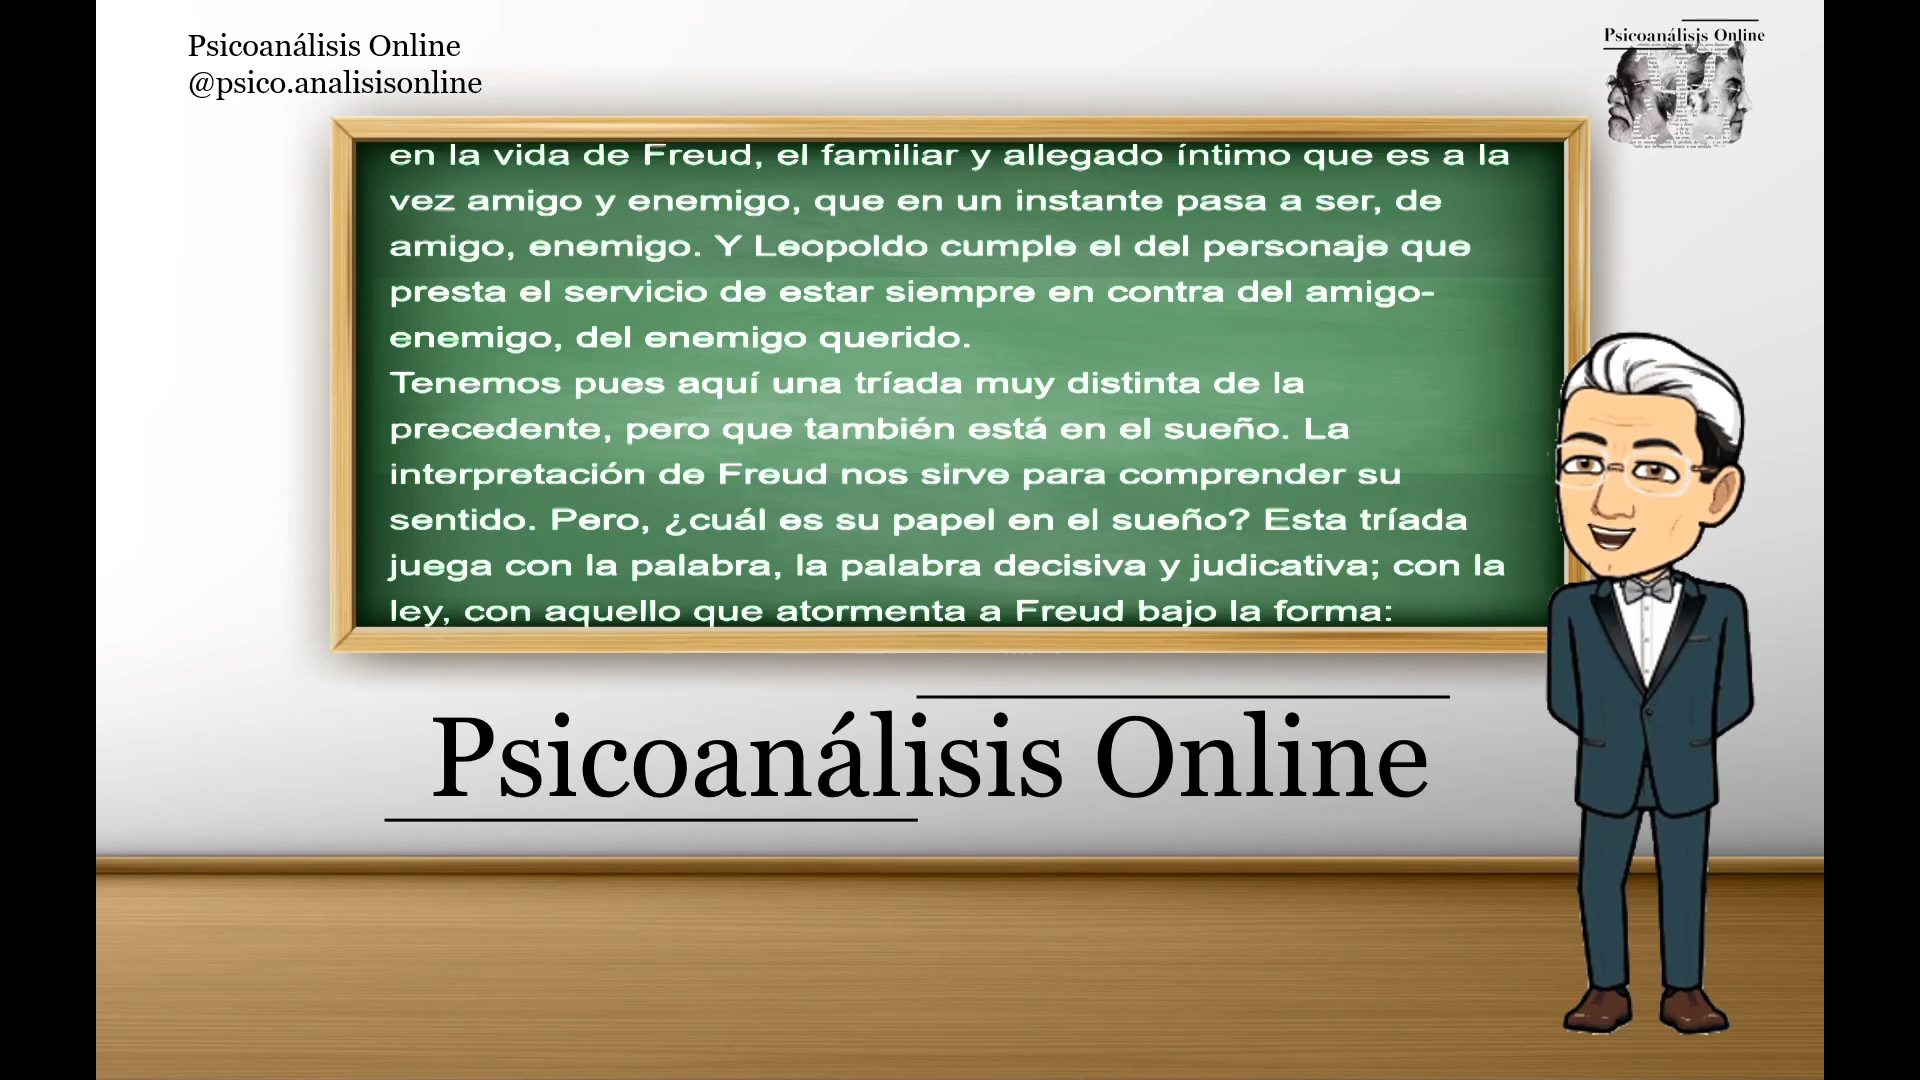 Psicoanálisis Online
@psico.analisisonline
Psicoanálisis Online
en la vida de Freud, el familiar y allegado íntimo que es a la
vez amigo y enemigo, que en un instante pasa a ser, de
amigo, enemigo. Y Leopoldo cumple el del personaje que
presta el servicio de estar siempre en contra del amigo-
enemigo, del enemigo querido.
Tenemos pues aquí una tríada muy distinta de la
precedente, pero que también está en el sueño. La
interpretación de Freud nos sirve para comprender su
sentido. Pero, ¿cuál es su papel en el sueño? Esta tríada
juega con la palabra, la palabra decisiva y judicativa; con la
ley, con aquello que atormenta a Freud bajo la forma:
Psicoanálisis Online